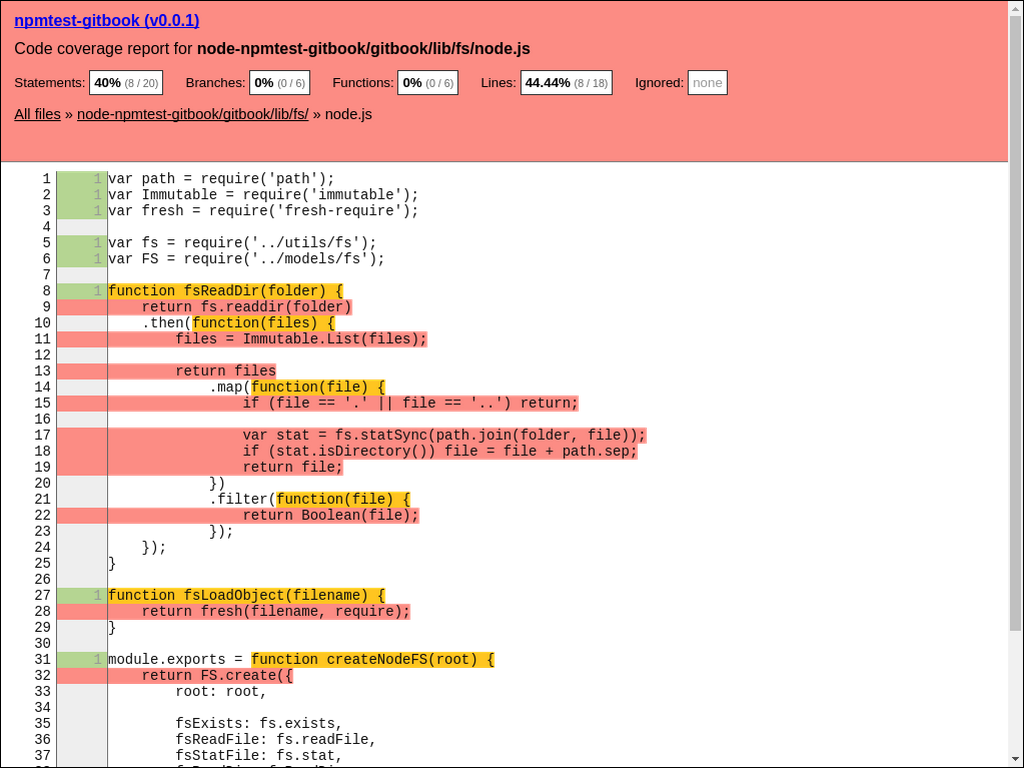 npmtest-gitbook (v0.0.1)
Code coverage report for node-npmtest-gitbook/gitbook/lib/fs/node.js
Statements: 40% (8 / 20) Branches: 0% (0 / 6) Functions: 0% (0 / 6) Lines: 44.44% (8 / 18) Ignored: none
All files » node-npmtest-gitbook/gitbook/lib/fs/ » node.js
1 1 var path = require('path');
2 1 var Immutable = require('immutable');
3 1 var fresh = require('fresh-require');
4
5 1 var fs = require('../utils/fs');
6 1 var FS = require('../models/fs');
7
8 1 function fsReadDir(folder) {
9     return fs.readdir(folder)
10     .then(function(files) {
11         files = Immutable.List(files);
12
13         return files
14             .map(function(file) {
15                 if (file == '.' || file == '..') return;
16
17                 var stat = fs.statSync(path.join(folder, file));
18                 if (stat.isDirectory()) file = file + path.sep;
19                 return file;
20             })
21             .filter(function(file) {
22                 return Boolean(file);
23             });
24     });
25 }
26
27 1 function fsLoadObject(filename) {
28     return fresh(filename, require);
29 }
30
31 1 module.exports = function createNodeFS(root) {
32     return FS.create({
33         root: root,
34
35         fsExists: fs.exists,
36         fsReadFile: fs.readFile,
37         fsStatFile: fs.stat,